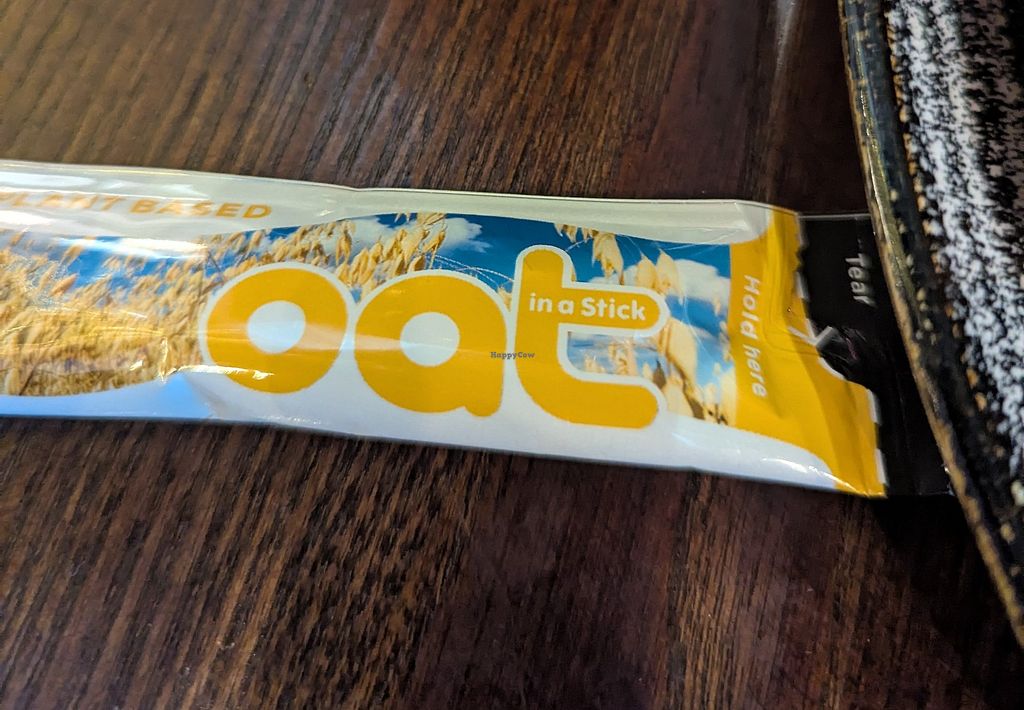 PLANT BASED
oat
in a Stick
Hold here
Tear
HappyCow